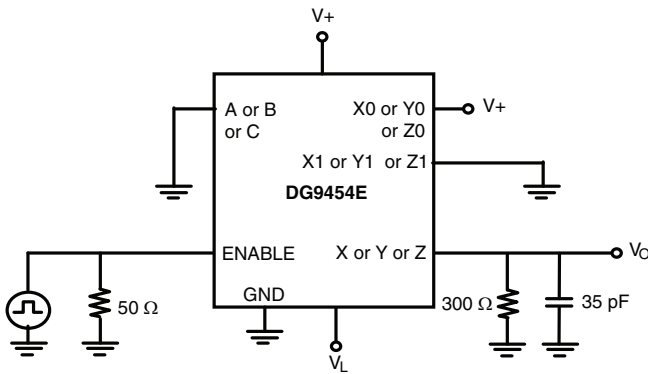 V+
A or B
or C
X0 or Y0
or Z0
V+
X1 or Y1 or Z1
DG9454E
ENABLE
X or Y or Z
VO
GND
50 Ω
300 Ω
35 pF
VL